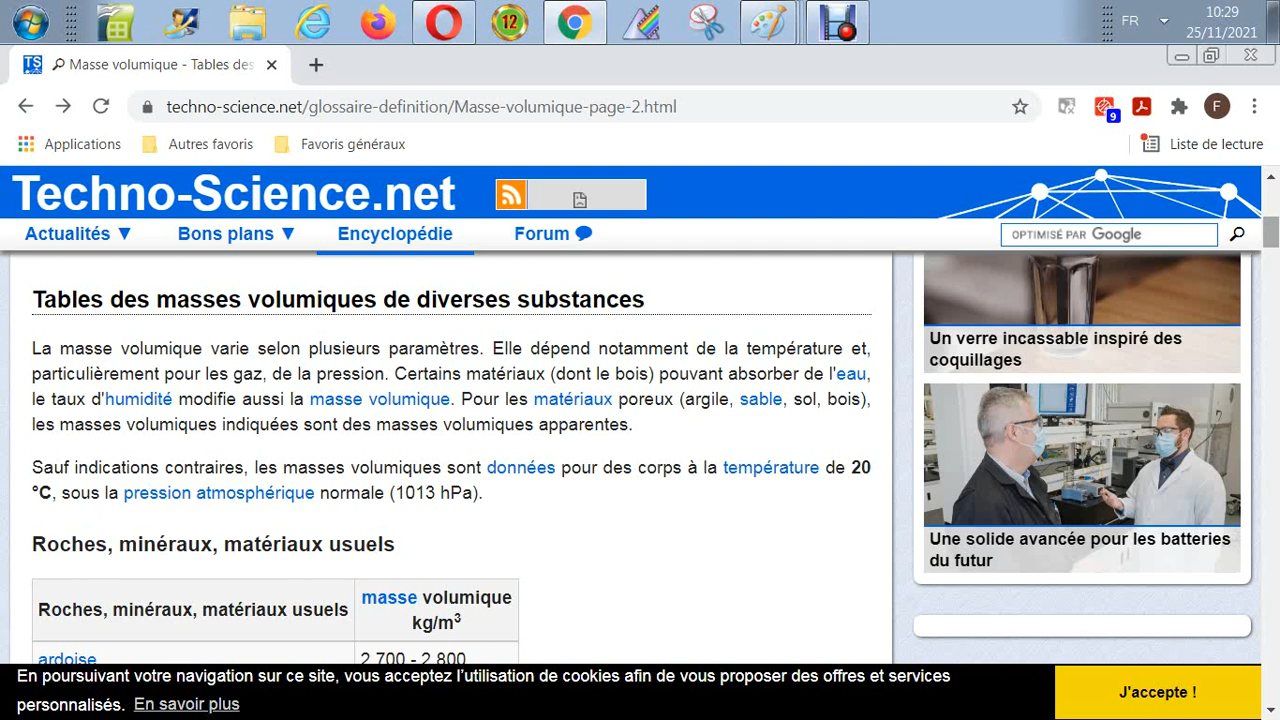 12
FR
10:29
25/11/2021
TS
Masse volumique - Tables des
techno-science.net/glossaire-definition/Masse-volumique-page-2.html
9
F
Applications
Autres favoris
Favoris généraux
Liste de lecture
Techno-Science.net
Actualités ▼
Bons plans ▼
Encyclopédie
Forum
OPTIMISÉ PAR Google
Tables des masses volumiques de diverses substances
La masse volumique varie selon plusieurs paramètres. Elle dépend notamment de la température et,
particulièrement pour les gaz, de la pression. Certains matériaux (dont le bois) pouvant absorber de l'eau,
le taux d'humidité modifie aussi la masse volumique. Pour les matériaux poreux (argile, sable, sol, bois),
les masses volumiques indiquées sont des masses volumiques apparentes.
Sauf indications contraires, les masses volumiques sont données pour des corps à la température de 20
°C, sous la pression atmosphérique normale (1013 hPa).
Roches, minéraux, matériaux usuels
Roches, minéraux, matériaux usuels
masse volumique
kg/m³
ardoise
2 700 - 2 800
Un verre incassable inspiré des
coquillages
Une solide avancée pour les batteries
du futur
En poursuivant votre navigation sur ce site, vous acceptez l'utilisation de cookies afin de vous proposer des offres et services
personnalisés. En savoir plus
J'accepte !